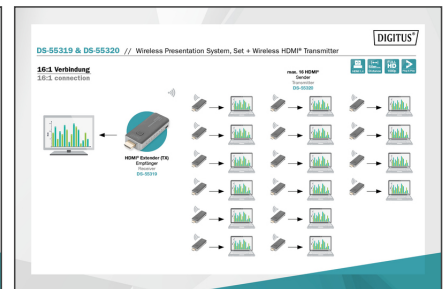 DIGITUS®
DS-55319 & DS-55320 // Wireless Presentation System, Set + Wireless HDMI® Transmitter
16:1 Verbindung
16:1 connection
max. 16 HDMI®
Sender
Transmitter
DS-55320
HDMI® Extender (TX)
Empfänger
Receiver
DS-55319